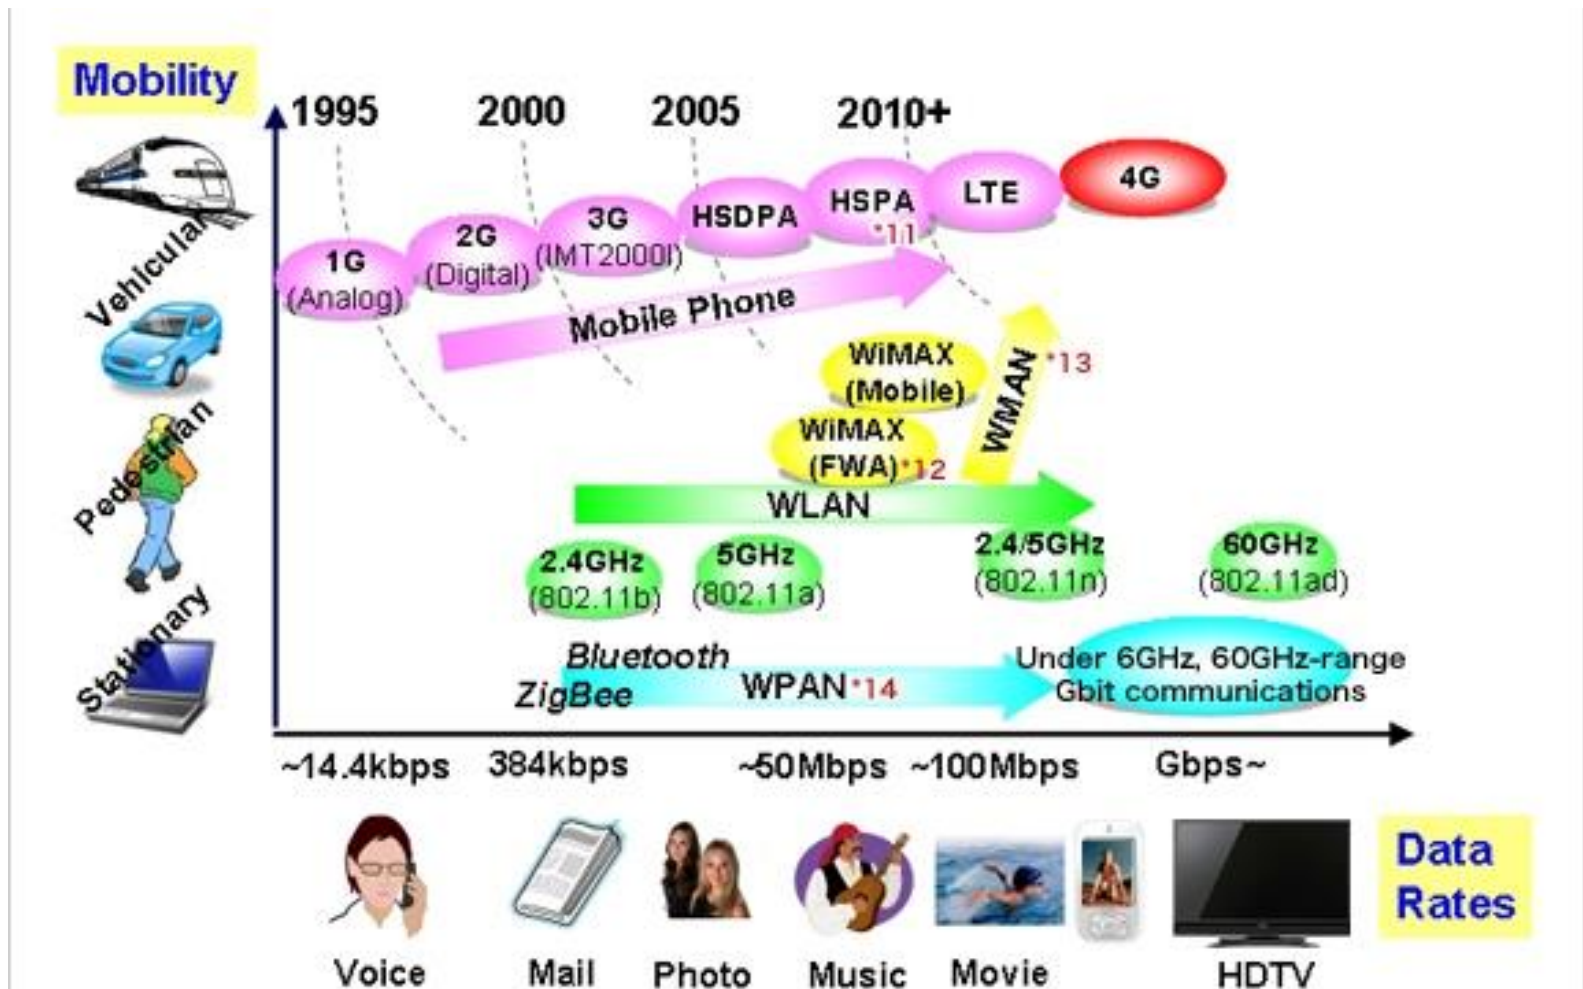 Mobility
1995
2000
2005
2010+
4G
LTE
HSPA
*11
HSDPA
3G
(IMT2000I)
2G
(Digital)
1G
(Analog)
Vehicular
Mobile Phone
WiMAX
(Mobile)
WMAN
*13
WiMAX
(FWA)*12
Pedestrian
WLAN
2.4GHz
(802.11b)
5GHz
(802.11a)
2.4/5GHz
(802.11n)
60GHz
(802.11ad)
Stationary
Bluetooth
ZigBee
WPAN*14
Under 6GHz, 60GHz-range
Gbit communications
~14.4kbps
384kbps
~50Mbps
~100Mbps
Gbps~
Data
Rates
Voice
Mail
Photo
Music
Movie
HDTV